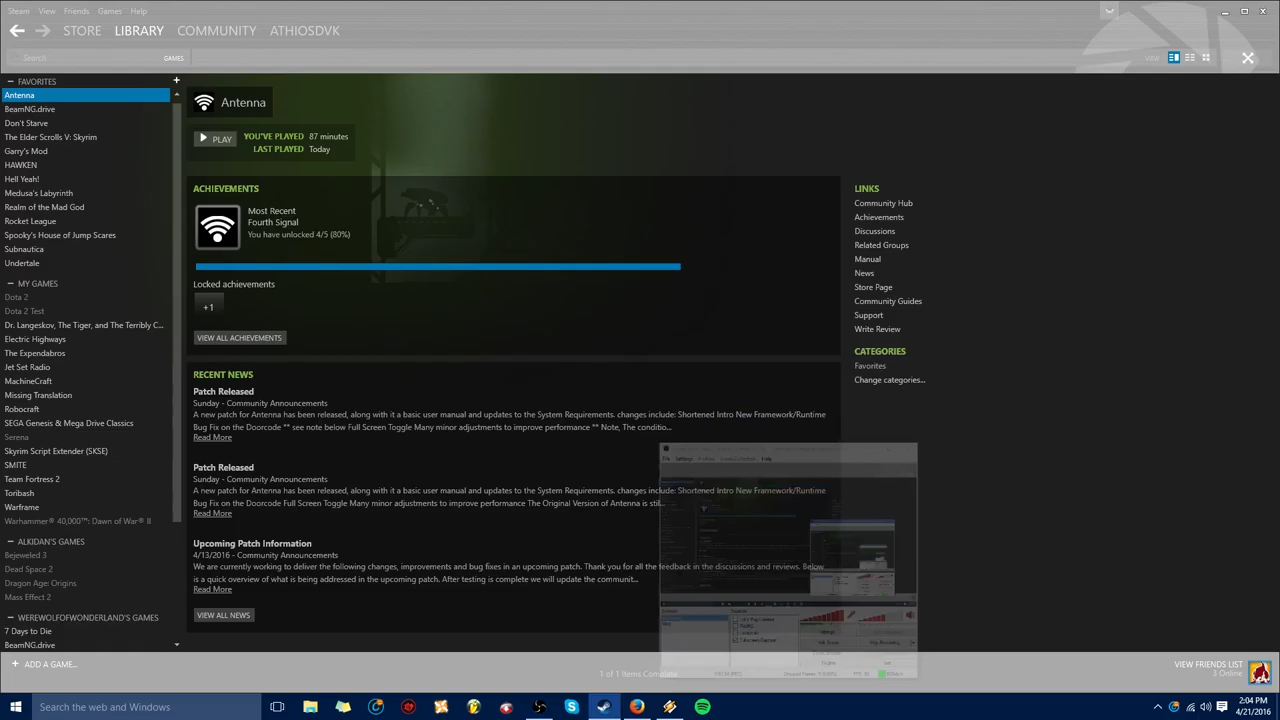 Steam View Friends Games Help
STORE LIBRARY COMMUNITY ATHIOSDVK
Search GAMES VIEW
FAVORITES
Antenna
BeamNG.drive
Don't Starve
The Elder Scrolls V: Skyrim
Garry's Mod
HAWKEN
Hell Yeah!
Medusa's Labyrinth
Realm of the Mad God
Rocket League
Spooky's House of Jump Scares
Subnautica
Undertale
MY GAMES
Dota 2
Dota 2 Test
Dr. Langeskov, The Tiger, and The Terribly C...
Electric Highways
The Expendabros
Jet Set Radio
MachineCraft
Missing Translation
Robocraft
SEGA Genesis & Mega Drive Classics
Serena
Skyrim Script Extender (SKSE)
SMITE
Team Fortress 2
Toribash
Warframe
Warhammer® 40,000™: Dawn of War® II
ALKIDAN'S GAMES
Bejeweled 3
Dead Space 2
Dragon Age: Origins
Mass Effect 2
WEREWOLFOFWONDERLAND'S GAMES
7 Days to Die
BeamNG.drive
+ ADD A GAME...
Antenna
PLAY
YOU'VE PLAYED 87 minutes
LAST PLAYED Today
ACHIEVEMENTS
Most Recent
Fourth Signal
You have unlocked 4/5 (80%)
Locked achievements
+1
VIEW ALL ACHIEVEMENTS
RECENT NEWS
Patch Released
Sunday - Community Announcements
A new patch for Antenna has been released, along with it a basic user manual and updates to the System Requirements. changes include: Shortened Intro New Framework/Runtime
Bug Fix on the Doorcode ** see note below Full Screen Toggle Many minor adjustments to improve performance ** Note, The conditio...
Read More
Patch Released
Sunday - Community Announcements
A new patch for Antenna has been released, along with it a basic user manual and updates to the System Requirements. changes include: Shortened Intro New Framework/Runtime
Bug Fix on the Doorcode Full Screen Toggle Many minor adjustments to improve performance The Original Version of Antenna is stil...
Read More
Upcoming Patch Information
4/13/2016 - Community Announcements
We are currently working to deliver the following changes, improvements and bug fixes in an upcoming patch. Thank you for all the feedback in the discussions and reviews. Below
is a quick overview of what is being addressed in the upcoming patch. After testing is complete we will update the communit...
Read More
VIEW ALL NEWS
LINKS
Community Hub
Achievements
Discussions
Related Groups
Manual
News
Store Page
Community Guides
Support
Write Review
CATEGORIES
Favorites
Change categories...
File Settings Help
1 of 1 Items Complete
VIEW FRIENDS LIST
3 Online
Search the web and Windows
2:04 PM
4/21/2016